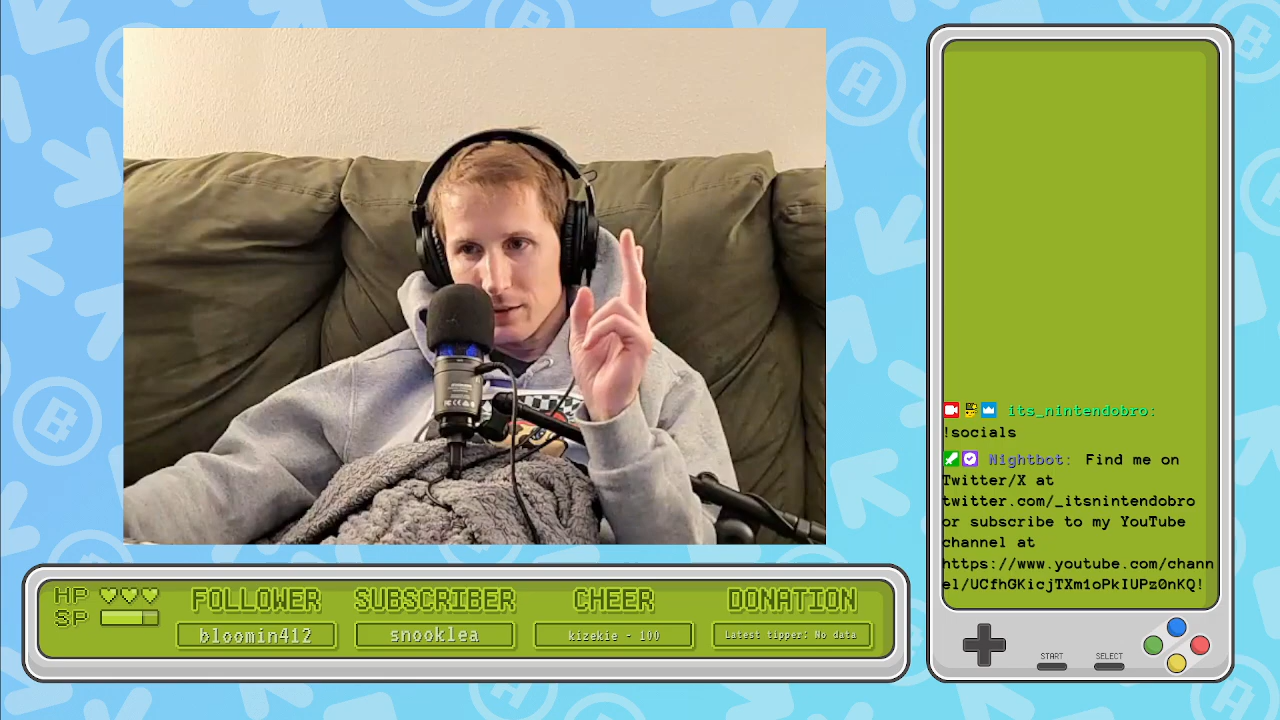 its_nintendobro:
!socials
Nightbot: Find me on
Twitter/X at
twitter.com/_itsnintendobro
or subscribe to my YouTube
channel at
https://www.youtube.com/chann
el/UCfhGKicjTXm1oPkIUPz0nKQ!
HP
SP
FOLLOWER
bloomin412
SUBSCRIBER
snooklea
CHEER
kizekie - 100
DONATION
Latest tipper: No data
START
SELECT
A
B